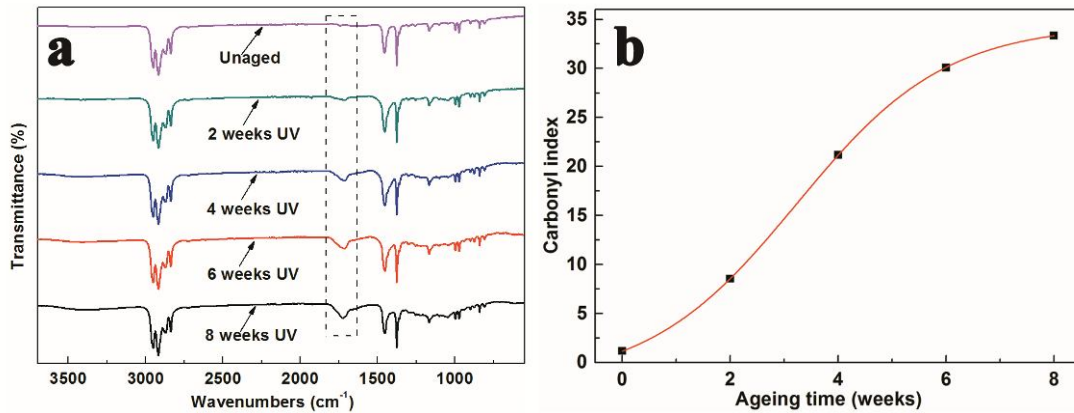 a
Unaged
2 weeks UV
4 weeks UV
6 weeks UV
8 weeks UV
Transmittance (%)
3500 3000 2500 2000 1500 1000
Wavenumbers (cm⁻¹)
b
35
30
25
20
15
10
5
0
Carbonyl index
0 2 4 6 8
Ageing time (weeks)